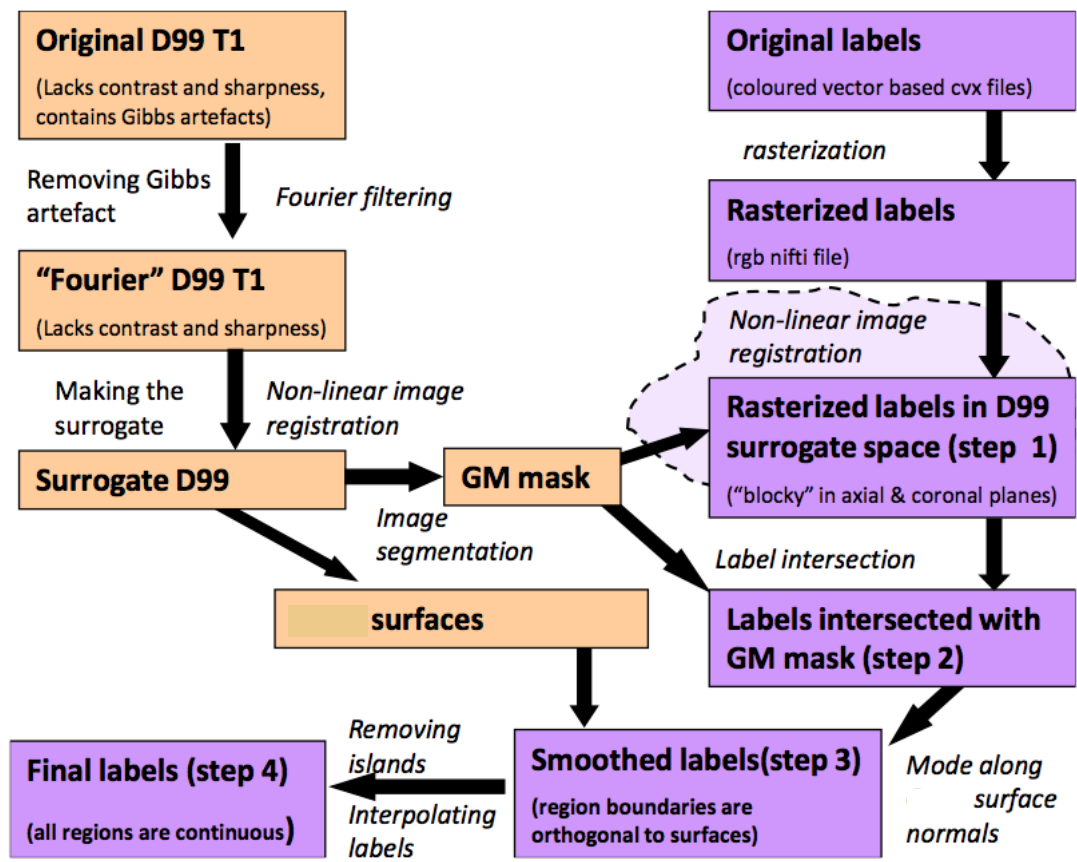 Original D99 T1
(Lacks contrast and sharpness,
contains Gibbs artefacts)
Removing Gibbs
artefact
Fourier filtering
“Fourier” D99 T1
(Lacks contrast and sharpness)
Making the
surrogate
Non-linear image
registration
Surrogate D99
GM mask
Image
segmentation
surfaces
Original labels
(coloured vector based cvx files)
rasterization
Rasterized labels
(rgb nifti file)
Non-linear image
registration
Rasterized labels in D99
surrogate space (step 1)
(“blocky” in axial & coronal planes)
Label intersection
Labels intersected with
GM mask (step 2)
Mode along
surface
normals
Smoothed labels(step 3)
(region boundaries are
orthogonal to surfaces)
Removing
islands
Interpolating
labels
Final labels (step 4)
(all regions are continuous)